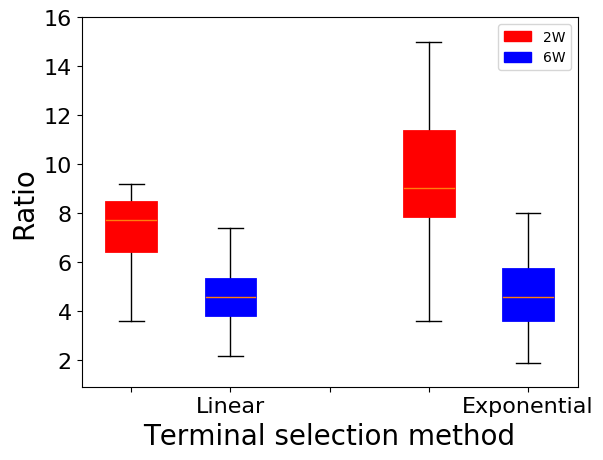 16
14
12
10
8
6
4
2
Ratio
2W
6W
Linear
Exponential
Terminal selection method